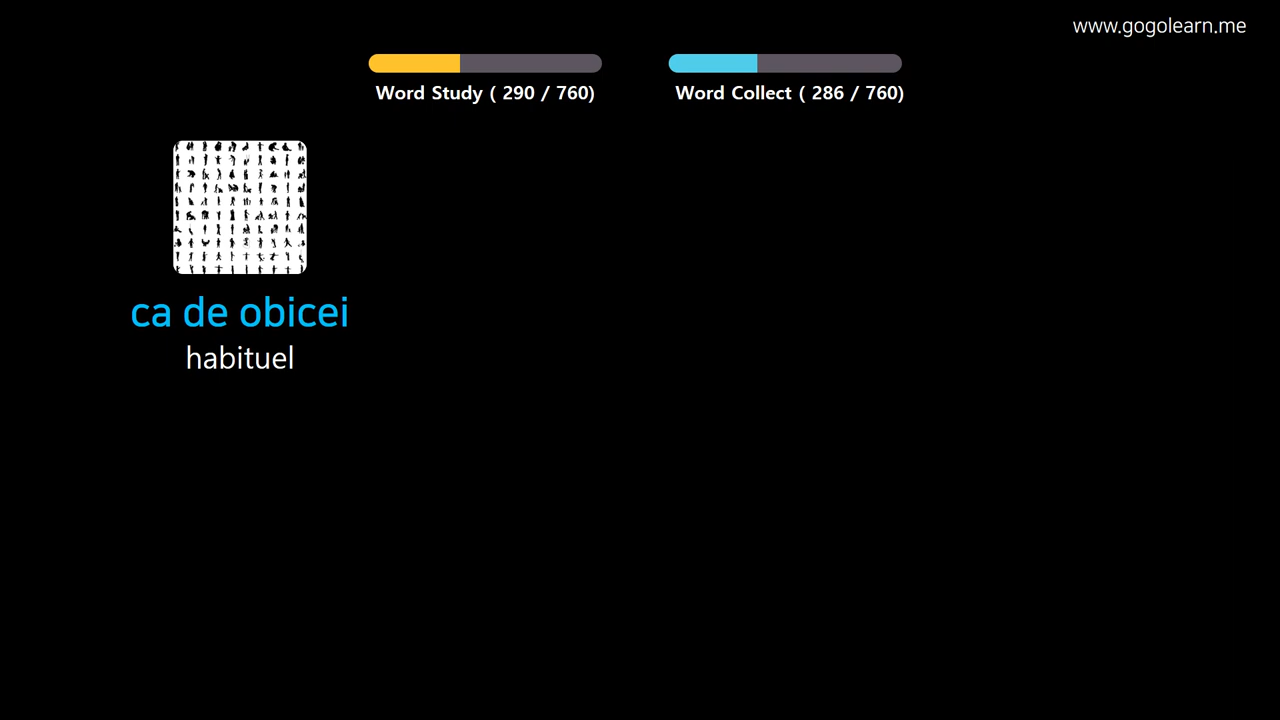 www.gogolearn.me
Word Study ( 290 / 760)
Word Collect ( 286 / 760)
ca de obicei
habituel